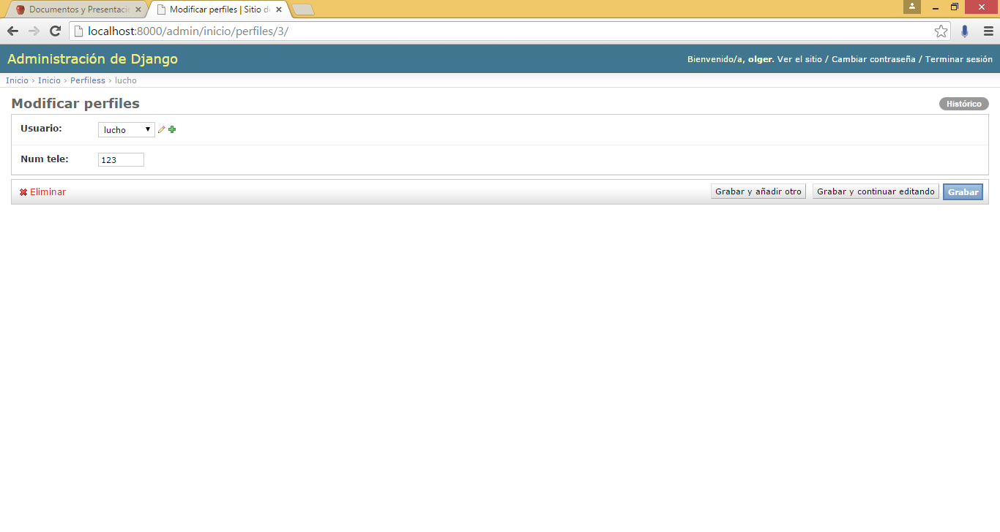 Documentos y Presentaci
Modificar perfiles | Sitio d
localhost:8000/admin/inicio/perfiles/3/
Administración de Django
Bienvenido/a, olger. Ver el sitio / Cambiar contraseña / Terminar sesión
Inicio › Inicio › Perfiless › lucho
Modificar perfiles
Histórico
Usuario:
lucho
Num tele:
123
Eliminar
Grabar y añadir otro
Grabar y continuar editando
Grabar